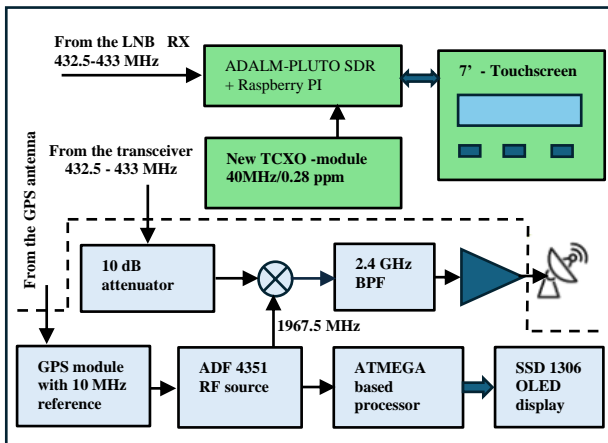 From the LNB RX
432.5-433 MHz
ADALM-PLUTO SDR
+ Raspberry PI
7’ - Touchscreen
New TCXO -module
40MHz/0.28 ppm
From the transceiver
432.5 - 433 MHz
From the GPS antenna
10 dB
attenuator
2.4 GHz
BPF
1967.5 MHz
GPS module
with 10 MHz
reference
ADF 4351
RF source
ATMEGA
based
processor
SSD 1306
OLED
display